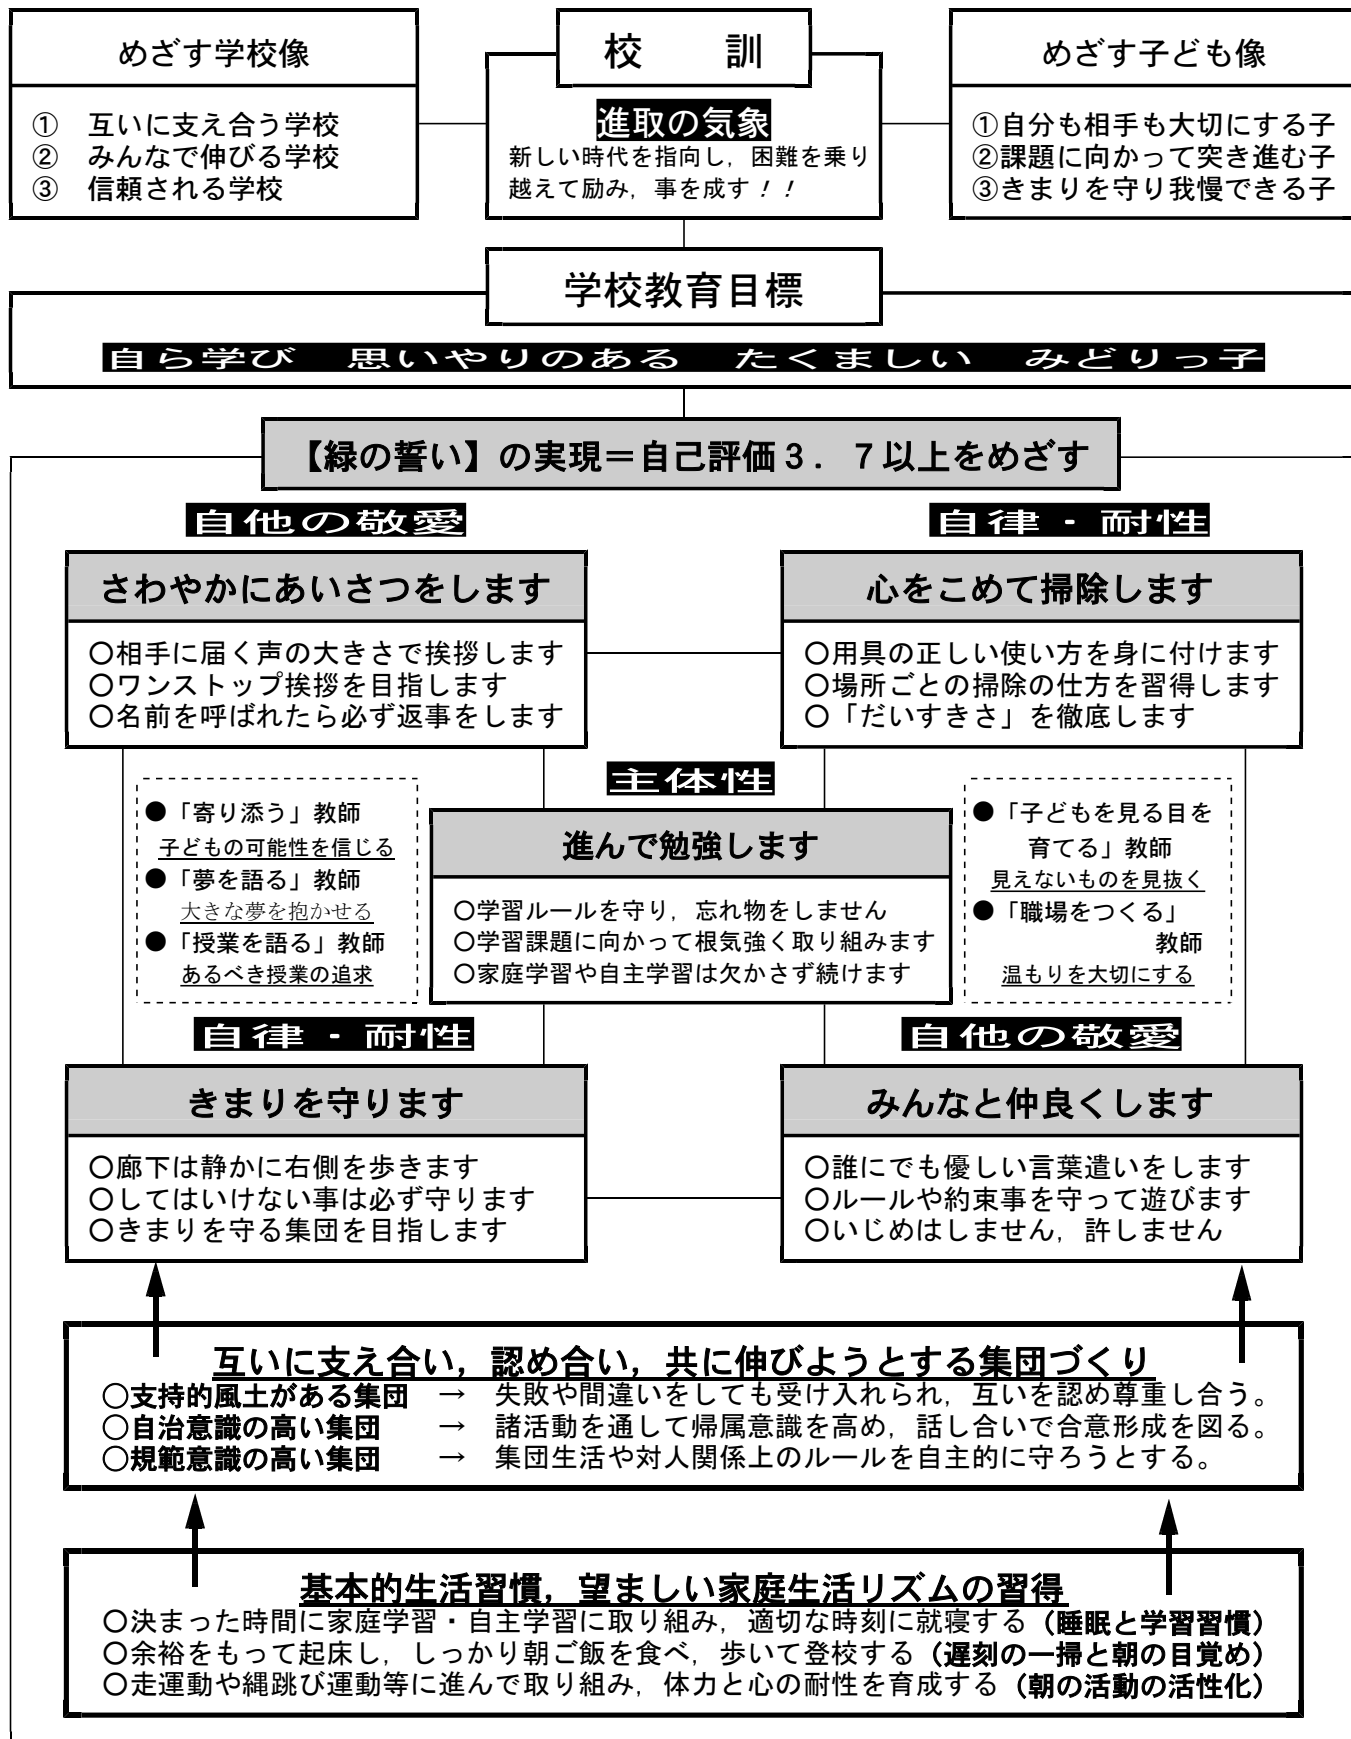 めざす学校像
① 互いに支え合う学校
② みんなで伸びる学校
③ 信頼される学校
校 訓
進取の気象
新しい時代を指向し，困難を乗り
越えて励み，事を成す！！
めざす子ども像
①自分も相手も大切にする子
②課題に向かって突き進む子
③きまりを守り我慢できる子
学校教育目標
自ら学び 思いやりのある たくましい みどりっ子
【緑の誓い】の実現＝自己評価３．７以上をめざす
自他の敬愛
さわやかにあいさつをします
○相手に届く声の大きさで挨拶します
○ワンストップ挨拶を目指します
○名前を呼ばれたら必ず返事をします
自律・耐性
心をこめて掃除します
○用具の正しい使い方を身に付けます
○場所ごとの掃除の仕方を習得します
○「だいすきさ」を徹底します
●「寄り添う」教師
子どもの可能性を信じる
●「夢を語る」教師
大きな夢を抱かせる
●「授業を語る」教師
あるべき授業の追求
主体性
進んで勉強します
○学習ルールを守り，忘れ物をしません
○学習課題に向かって根気強く取り組みます
○家庭学習や自主学習は欠かさず続けます
●「子どもを見る目を
育てる」教師
見えないものを見抜く
●「職場をつくる」
教師
温もりを大切にする
自律・耐性
きまりを守ります
○廊下は静かに右側を歩きます
○してはいけない事は必ず守ります
○きまりを守る集団を目指します
自他の敬愛
みんなと仲良くします
○誰にでも優しい言葉遣いをします
○ルールや約束事を守って遊びます
○いじめはしません，許しません
互いに支え合い，認め合い，共に伸びようとする集団づくり
○支持的風土がある集団 → 失敗や間違いをしても受け入れられ，互いを認め尊重し合う。
○自治意識の高い集団 → 諸活動を通して帰属意識を高め，話し合いで合意形成を図る。
○規範意識の高い集団 → 集団生活や対人関係上のルールを自主的に守ろうとする。
基本的生活習慣，望ましい家庭生活リズムの習得
○決まった時間に家庭学習・自主学習に取り組み，適切な時刻に就寝する（睡眠と学習習慣）
○余裕をもって起床し，しっかり朝ご飯を食べ，歩いて登校する（遅刻の一掃と朝の目覚め）
○走運動や縄跳び運動等に進んで取り組み，体力と心の耐性を育成する（朝の活動の活性化）